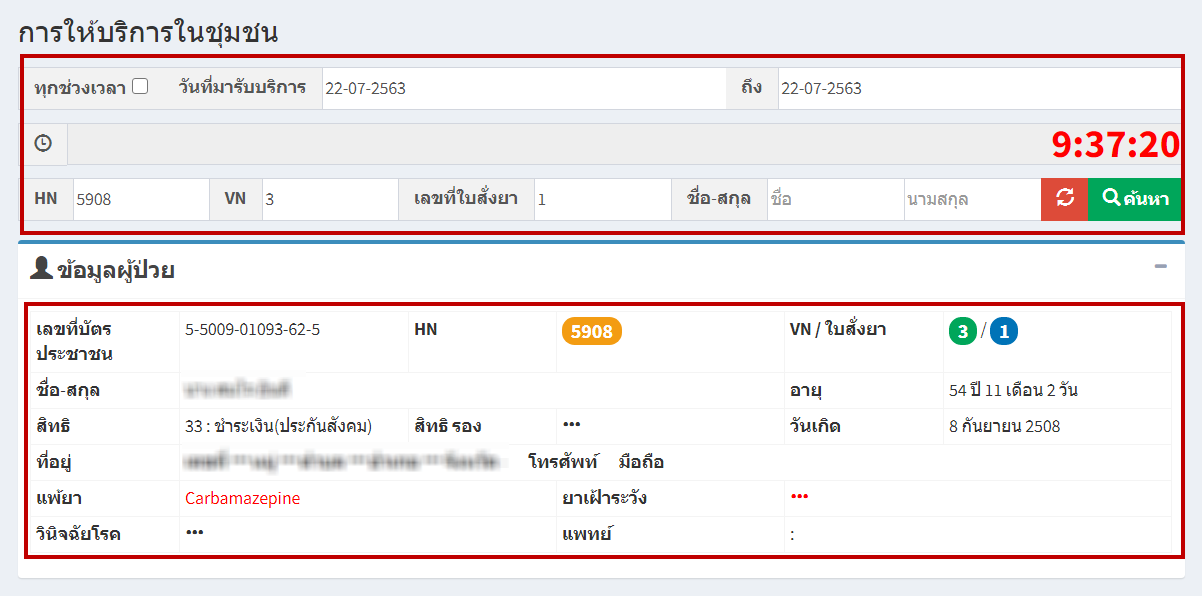 การให้บริการในชุมชน
ทุกช่วงเวลา วันที่มารับบริการ 22-07-2563 ถึง 22-07-2563
9:37:20
HN 5908 VN 3 เลขที่ใบสั่งยา 1 ชื่อ-สกุล ชื่อ นามสกุล ค้นหา
ข้อมูลผู้ป่วย
เลขที่บัตร 5-5009-01093-62-5 HN 5908 VN / ใบสั่งยา 3 / 1
ประชาชน
ชื่อ-สกุล อายุ 54 ปี 11 เดือน 2 วัน
สิทธิ 33 : ชำระเงิน(ประกันสังคม) สิทธิ รอง ••• วันเกิด 8 กันยายน 2508
ที่อยู่ โทรศัพท์ มือถือ
แพ้ยา Carbamazepine ยาเฝ้าระวัง •••
วินิจฉัยโรค ••• แพทย์ :